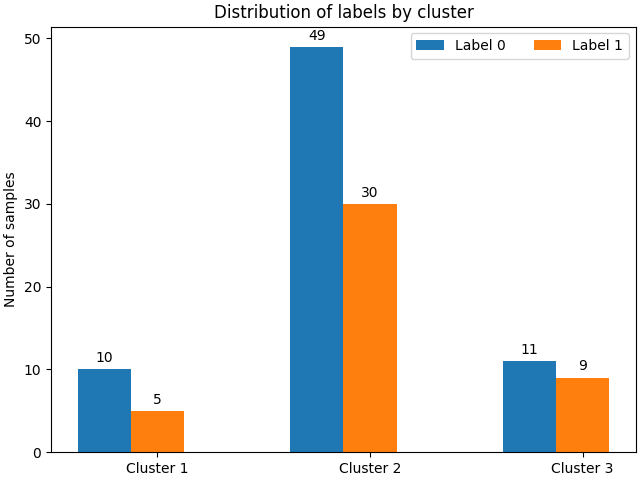 Distribution of labels by cluster
Label 0
Label 1
Number of samples
50
40
30
20
10
0
10
5
49
30
11
9
Cluster 1
Cluster 2
Cluster 3